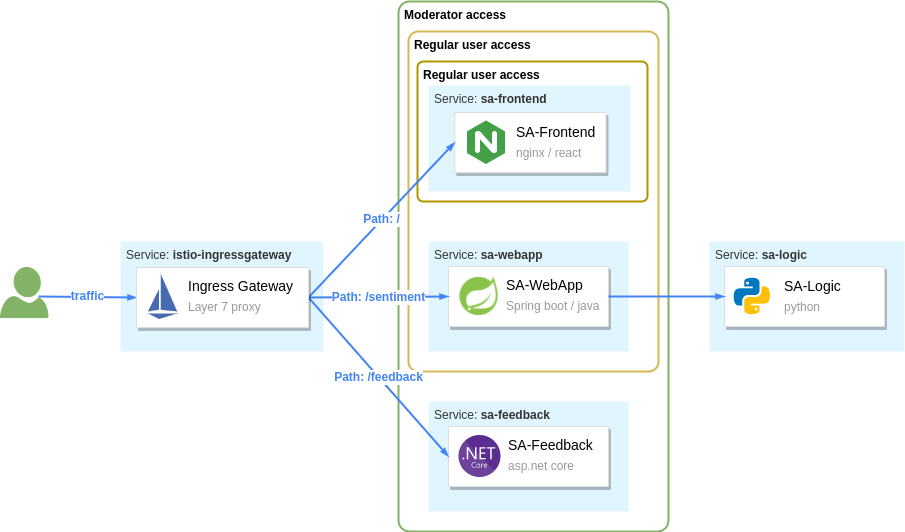 Moderator access
Regular user access
Regular user access
Service: sa-frontend
SA-Frontend
nginx / react
Path: /
Service: istio-ingressgateway
Ingress Gateway
Layer 7 proxy
traffic
Service: sa-webapp
SA-WebApp
Spring boot / java
Path: /sentiment
Service: sa-logic
SA-Logic
python
Path: /feedback
Service: sa-feedback
.NET
Core
SA-Feedback
asp.net core